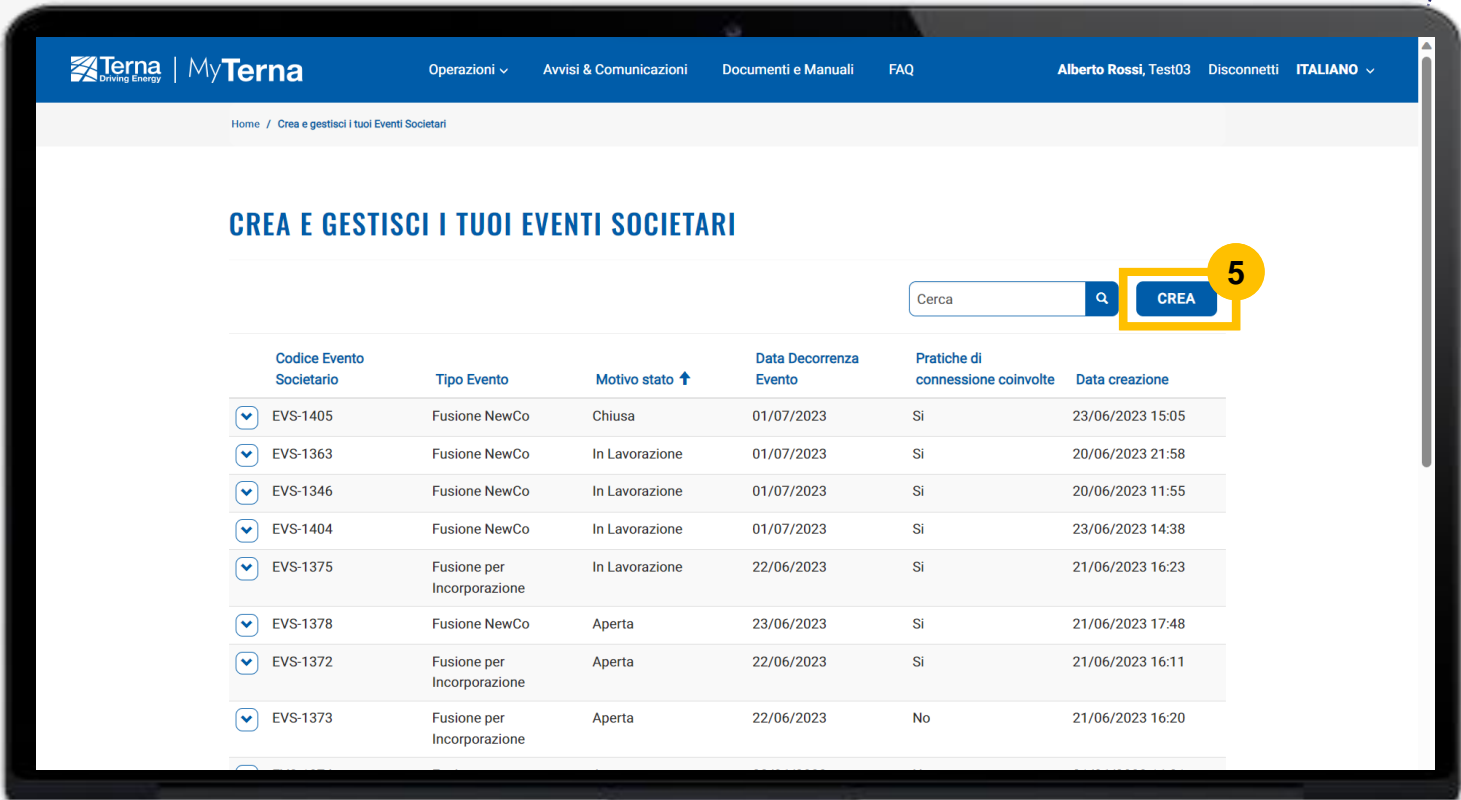 Terna
Driving Energy
MyTerna
Operazioni
Avvisi & Comunicazioni
Documenti e Manuali
FAQ
Alberto Rossi, Test03
Disconnetti
ITALIANO
Home / Crea e gestisci i tuoi Eventi Societari
CREA E GESTISCI I TUOI EVENTI SOCIETARI
5
Cerca
CREA
Codice Evento Societario
Tipo Evento
Motivo stato
Data Decorrenza Evento
Pratiche di connessione coinvolte
Data creazione
EVS-1405 Fusione NewCo Chiusa 01/07/2023 Si 23/06/2023 15:05
EVS-1363 Fusione NewCo In Lavorazione 01/07/2023 Si 20/06/2023 21:58
EVS-1346 Fusione NewCo In Lavorazione 01/07/2023 Si 20/06/2023 11:55
EVS-1404 Fusione NewCo In Lavorazione 01/07/2023 Si 23/06/2023 14:38
EVS-1375 Fusione per Incorporazione In Lavorazione 22/06/2023 Si 21/06/2023 16:23
EVS-1378 Fusione NewCo Aperta 23/06/2023 Si 21/06/2023 17:48
EVS-1372 Fusione per Incorporazione Aperta 22/06/2023 Si 21/06/2023 16:11
EVS-1373 Fusione per Incorporazione Aperta 22/06/2023 No 21/06/2023 16:20